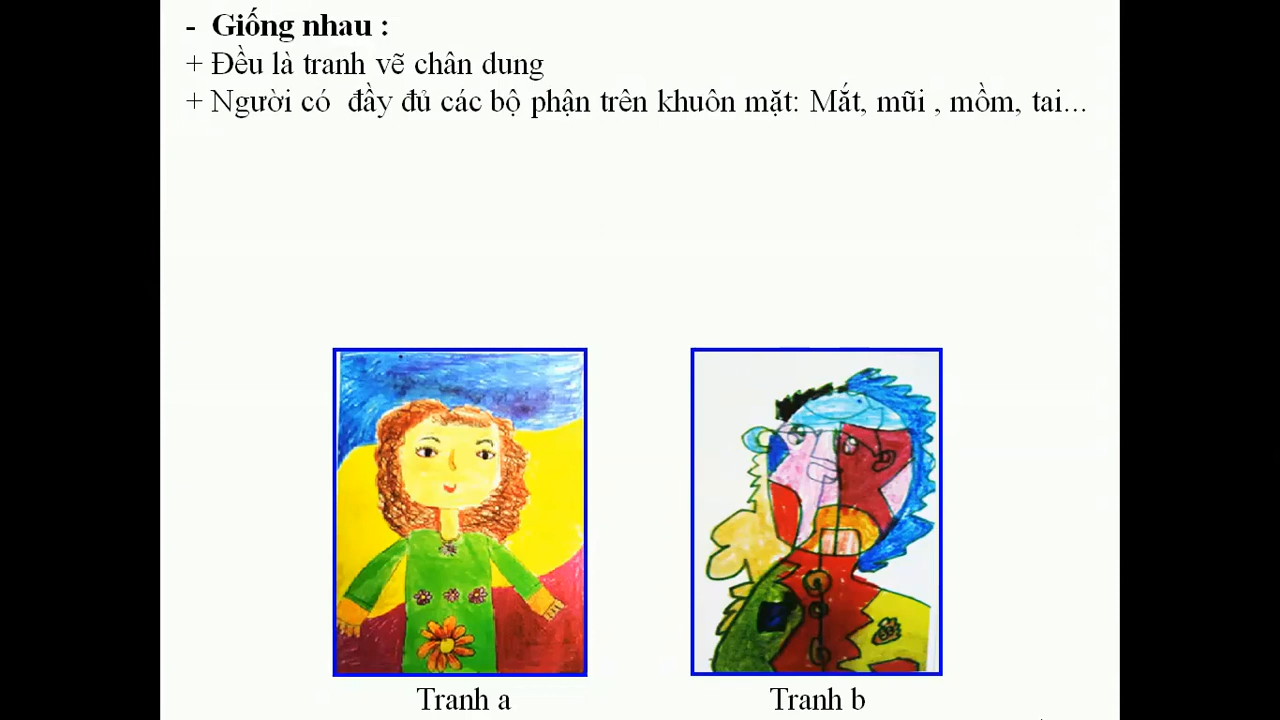 - Giống nhau :
+ Đều là tranh vẽ chân dung
+ Người có đầy đủ các bộ phận trên khuôn mặt: Mắt, mũi , mồm, tai...
Tranh a
Tranh b